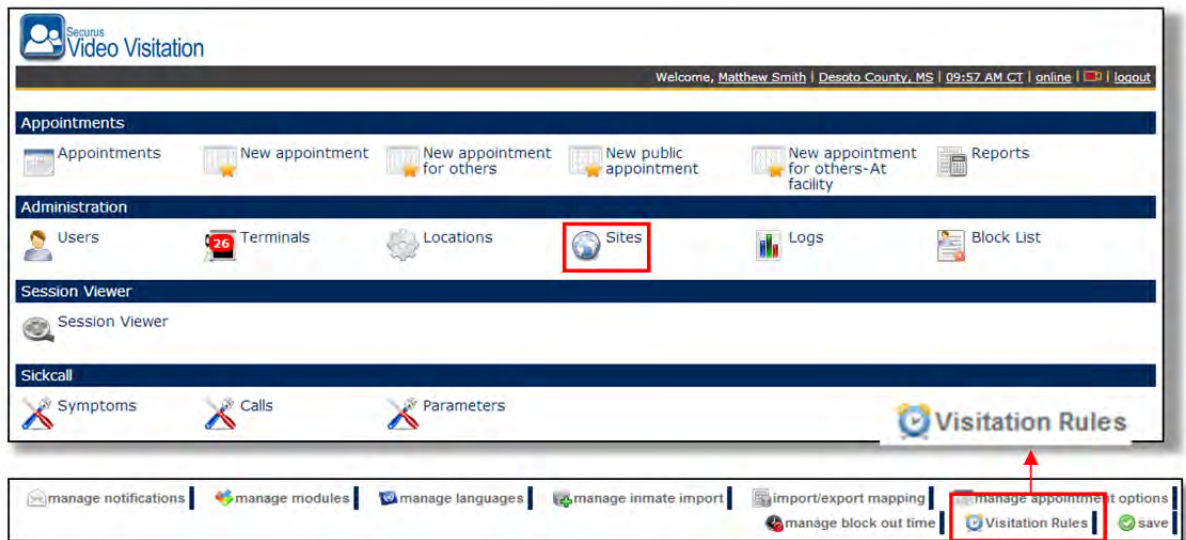 Securus
Video Visitation
Welcome, Matthew Smith | Desoto County, MS | 09:57 AM CT | online | | logout
Appointments
Appointments New appointment New appointment for others New public appointment New appointment for others-At facility Reports
Administration
Users 26 Terminals Locations Sites Logs Block List
Session Viewer
Session Viewer
Sickcall
Symptoms Calls Parameters
Visitation Rules
manage notifications manage modules manage languages manage inmate import import/export mapping manage appointment options
manage block out time Visitation Rules save